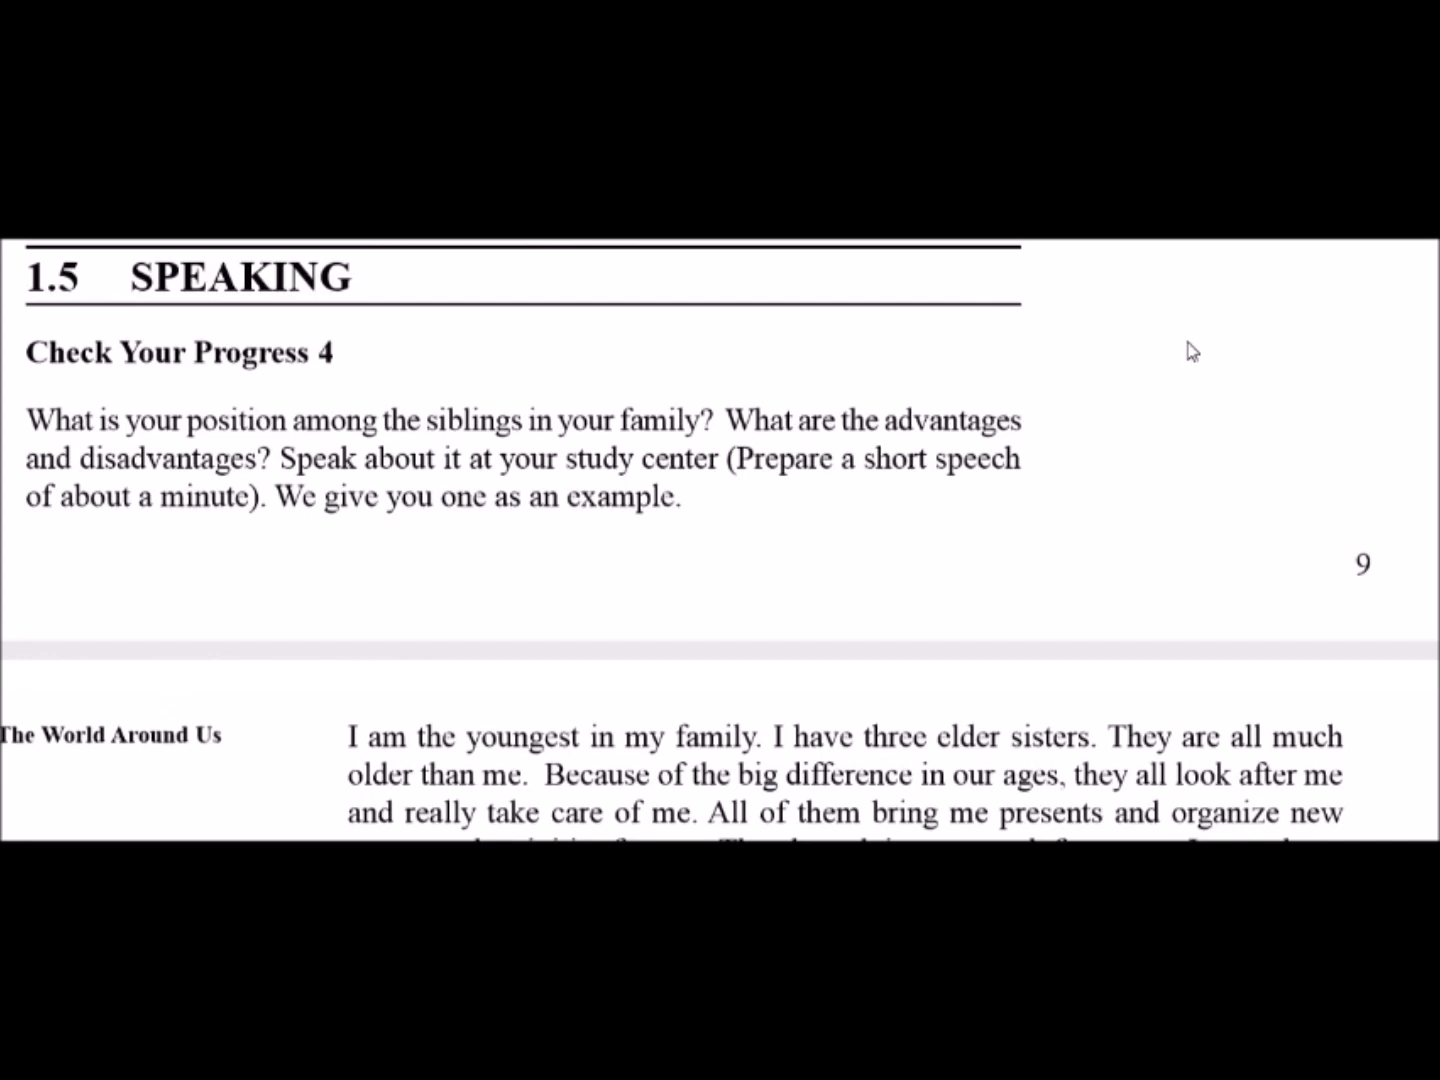 1.5 SPEAKING
Check Your Progress 4
What is your position among the siblings in your family? What are the advantages
and disadvantages? Speak about it at your study center (Prepare a short speech
of about a minute). We give you one as an example.
9
The World Around Us
I am the youngest in my family. I have three elder sisters. They are all much
older than me. Because of the big difference in our ages, they all look after me
and really take care of me. All of them bring me presents and organize new